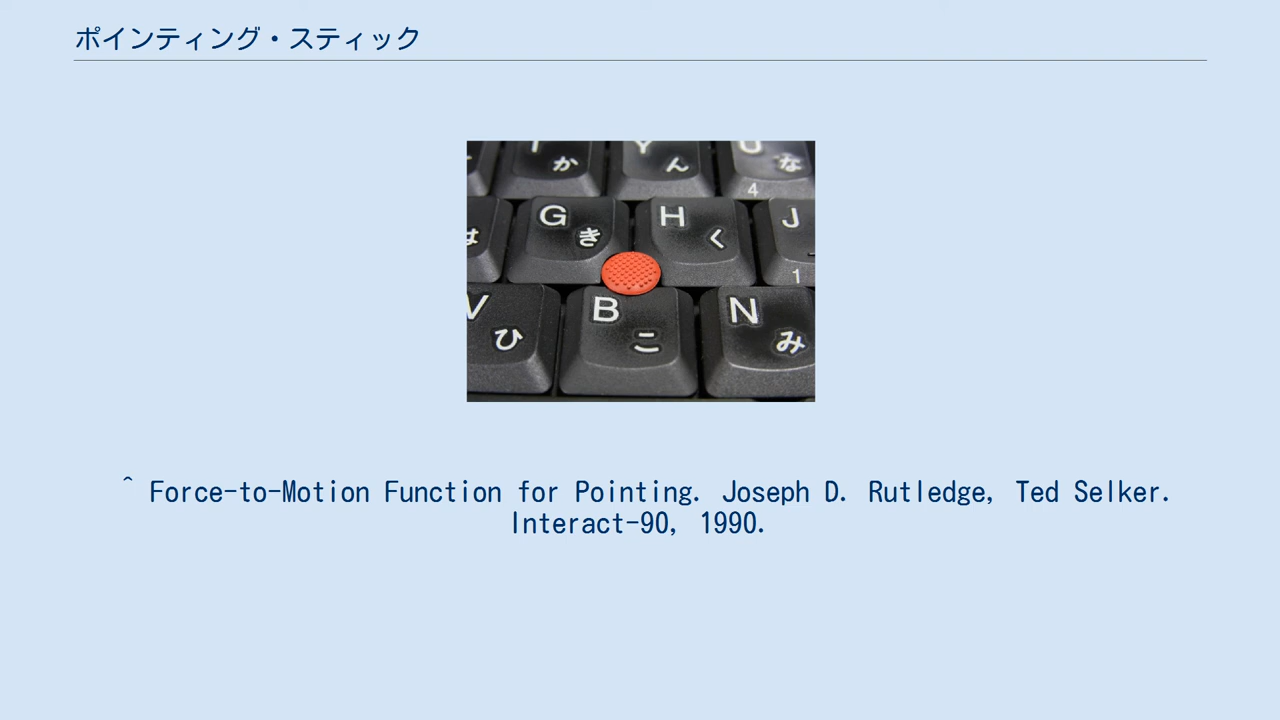 ポインティング・スティック
か Y ん U な
4
G き H く J
は 1
V B N
ひ こ み
^ Force-to-Motion Function for Pointing. Joseph D. Rutledge, Ted Selker.
Interact-90, 1990.